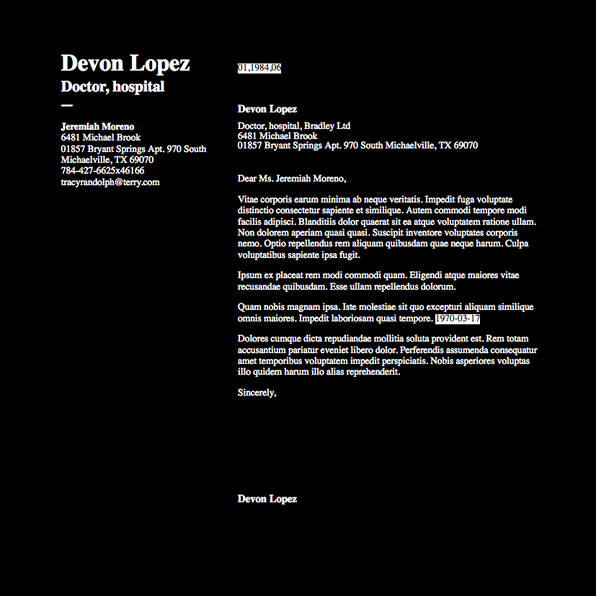 Devon Lopez
Doctor, hospital
Jeremiah Moreno
6481 Michael Brook
01857 Bryant Springs Apt. 970 South
Michaelville, TX 69070
784-427-6625x46166
tracyrandolph@terry.com
01,1984,06
Devon Lopez
Doctor, hospital, Bradley Ltd
6481 Michael Brook
01857 Bryant Springs Apt. 970 South Michaelville, TX 69070
Dear Ms. Jeremiah Moreno,
Vitae corporis earum minima ab neque veritatis. Impedit fuga voluptate
distinctio consectetur sapiente et similique. Autem commodi tempore modi
facilis adipisci. Blanditiis dolor quaerat sit ea atque voluptatem ratione ullam.
Non dolorem aperiam quasi quasi. Suscipit inventore voluptates corporis
nemo. Optio repellendus rem aliquam quibusdam quae neque harum. Culpa
voluptatibus sapiente ipsa fugit.
Ipsum ex placeat rem modi commodi quam. Eligendi atque maiores vitae
recusandae quibusdam. Esse ullam repellendus dolorum.
Quam nobis magnam ipsa. Iste molestiae sit quo excepturi aliquam similique
omnis maiores. Impedit laboriosam quasi tempore. 1970-03-17
Dolores cumque dicta repudiandae mollitia soluta provident est. Rem totam
accusantium pariatur eveniet libero dolor. Perferendis assumenda consequatur
amet temporibus voluptatem impedit perspiciatis. Nobis asperiores voluptas
illo quidem harum illo alias reprehenderit.
Sincerely,
Devon Lopez